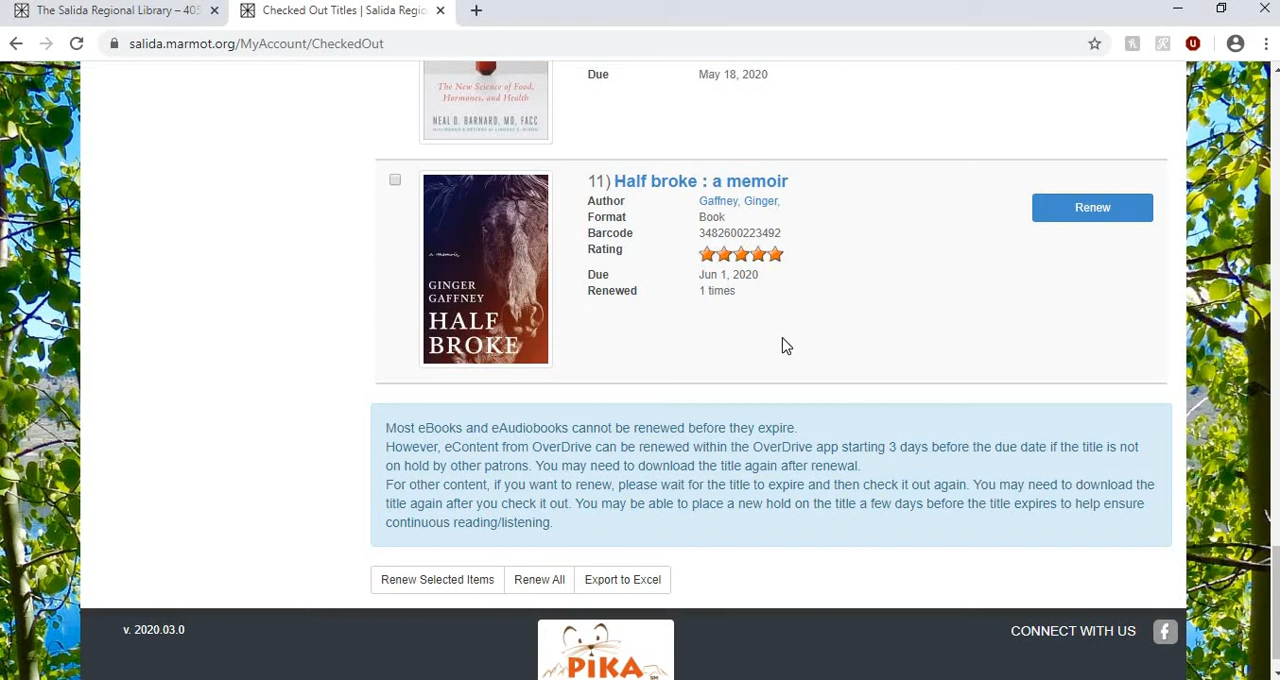 The Salida Regional Library – 405
Checked Out Titles | Salida Regio
salida.marmot.org/MyAccount/CheckedOut
The New Science of Food,
Hormones, and Health
NEAL D. BARNARD, MD, FACC
Due May 18, 2020
11) Half broke : a memoir
Author Gaffney, Ginger,
Format Book
Barcode 3482600223492
Rating
Due Jun 1, 2020
Renewed 1 times
Renew
a memoir
GINGER
GAFFNEY
HALF
BROKE
Most eBooks and eAudiobooks cannot be renewed before they expire.
However, eContent from OverDrive can be renewed within the OverDrive app starting 3 days before the due date if the title is not
on hold by other patrons. You may need to download the title again after renewal.
For other content, if you want to renew, please wait for the title to expire and then check it out again. You may need to download the
title again after you check it out. You may be able to place a new hold on the title a few days before the title expires to help ensure
continuous reading/listening.
Renew Selected Items Renew All Export to Excel
v. 2020.03.0
PiKA
SM
CONNECT WITH US